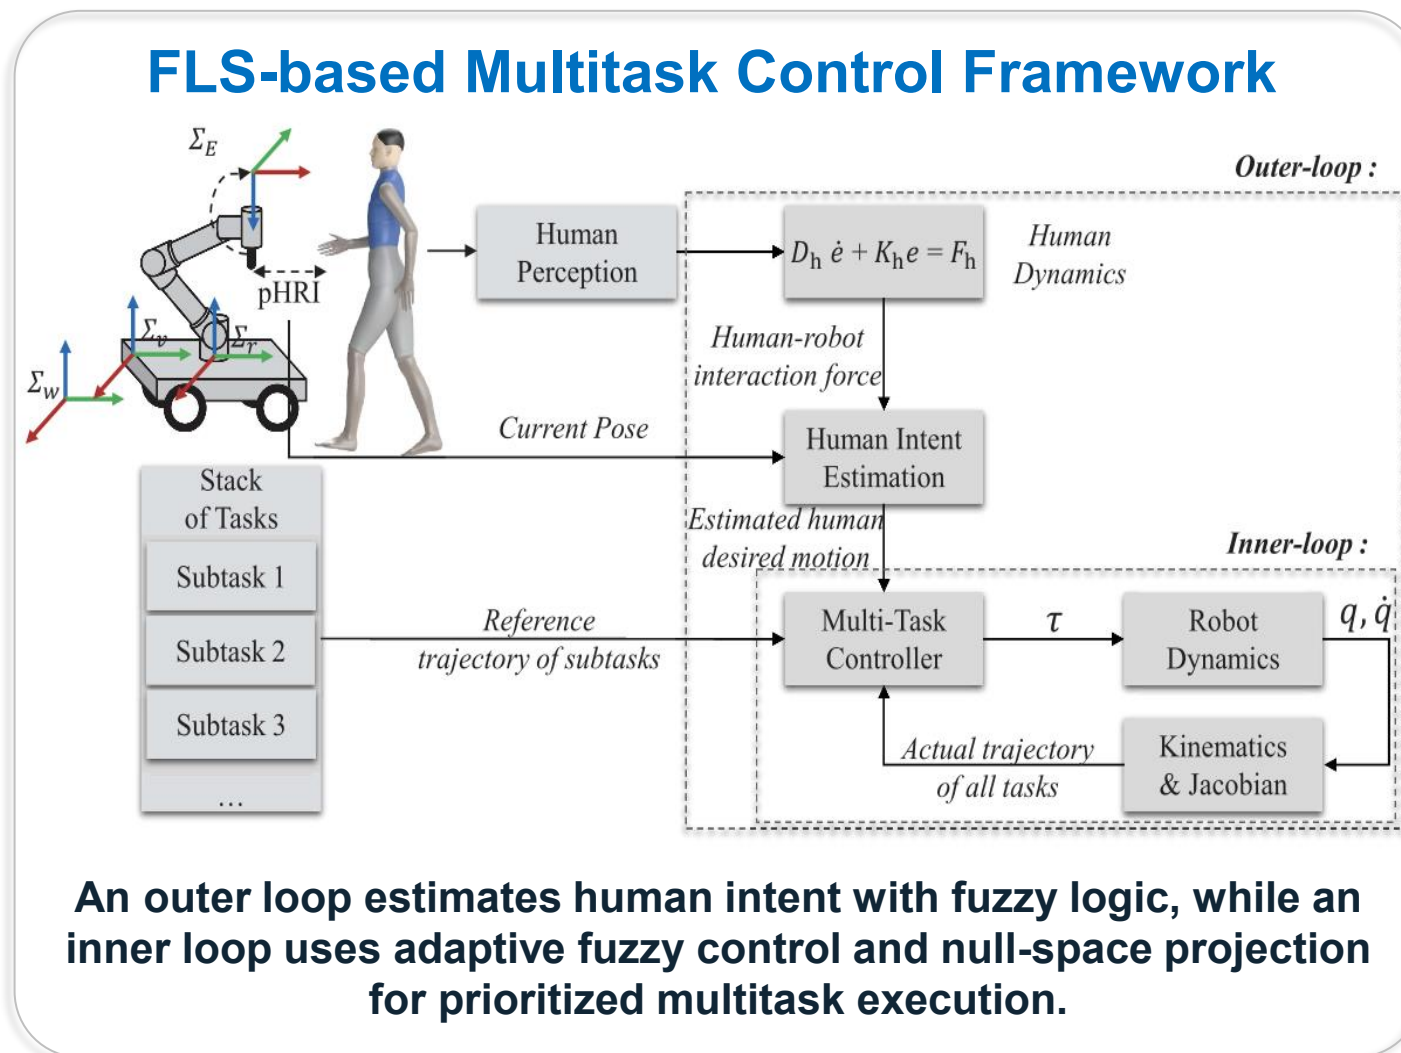 FLS-based Multitask Control Framework
Σ_E
pHRI
Σ_v
Σ_r
Σ_w
Human
Perception
Outer-loop :
D_h ė + K_h e = F_h
Human
Dynamics
Human-robot
interaction force
Current Pose
Human Intent
Estimation
Estimated human
desired motion
Inner-loop :
Stack
of Tasks
Subtask 1
Subtask 2
Subtask 3
...
Reference
trajectory of subtasks
Multi-Task
Controller
τ
Robot
Dynamics
q, q̇
Actual trajectory
of all tasks
Kinematics
& Jacobian
An outer loop estimates human intent with fuzzy logic, while an
inner loop uses adaptive fuzzy control and null-space projection
for prioritized multitask execution.